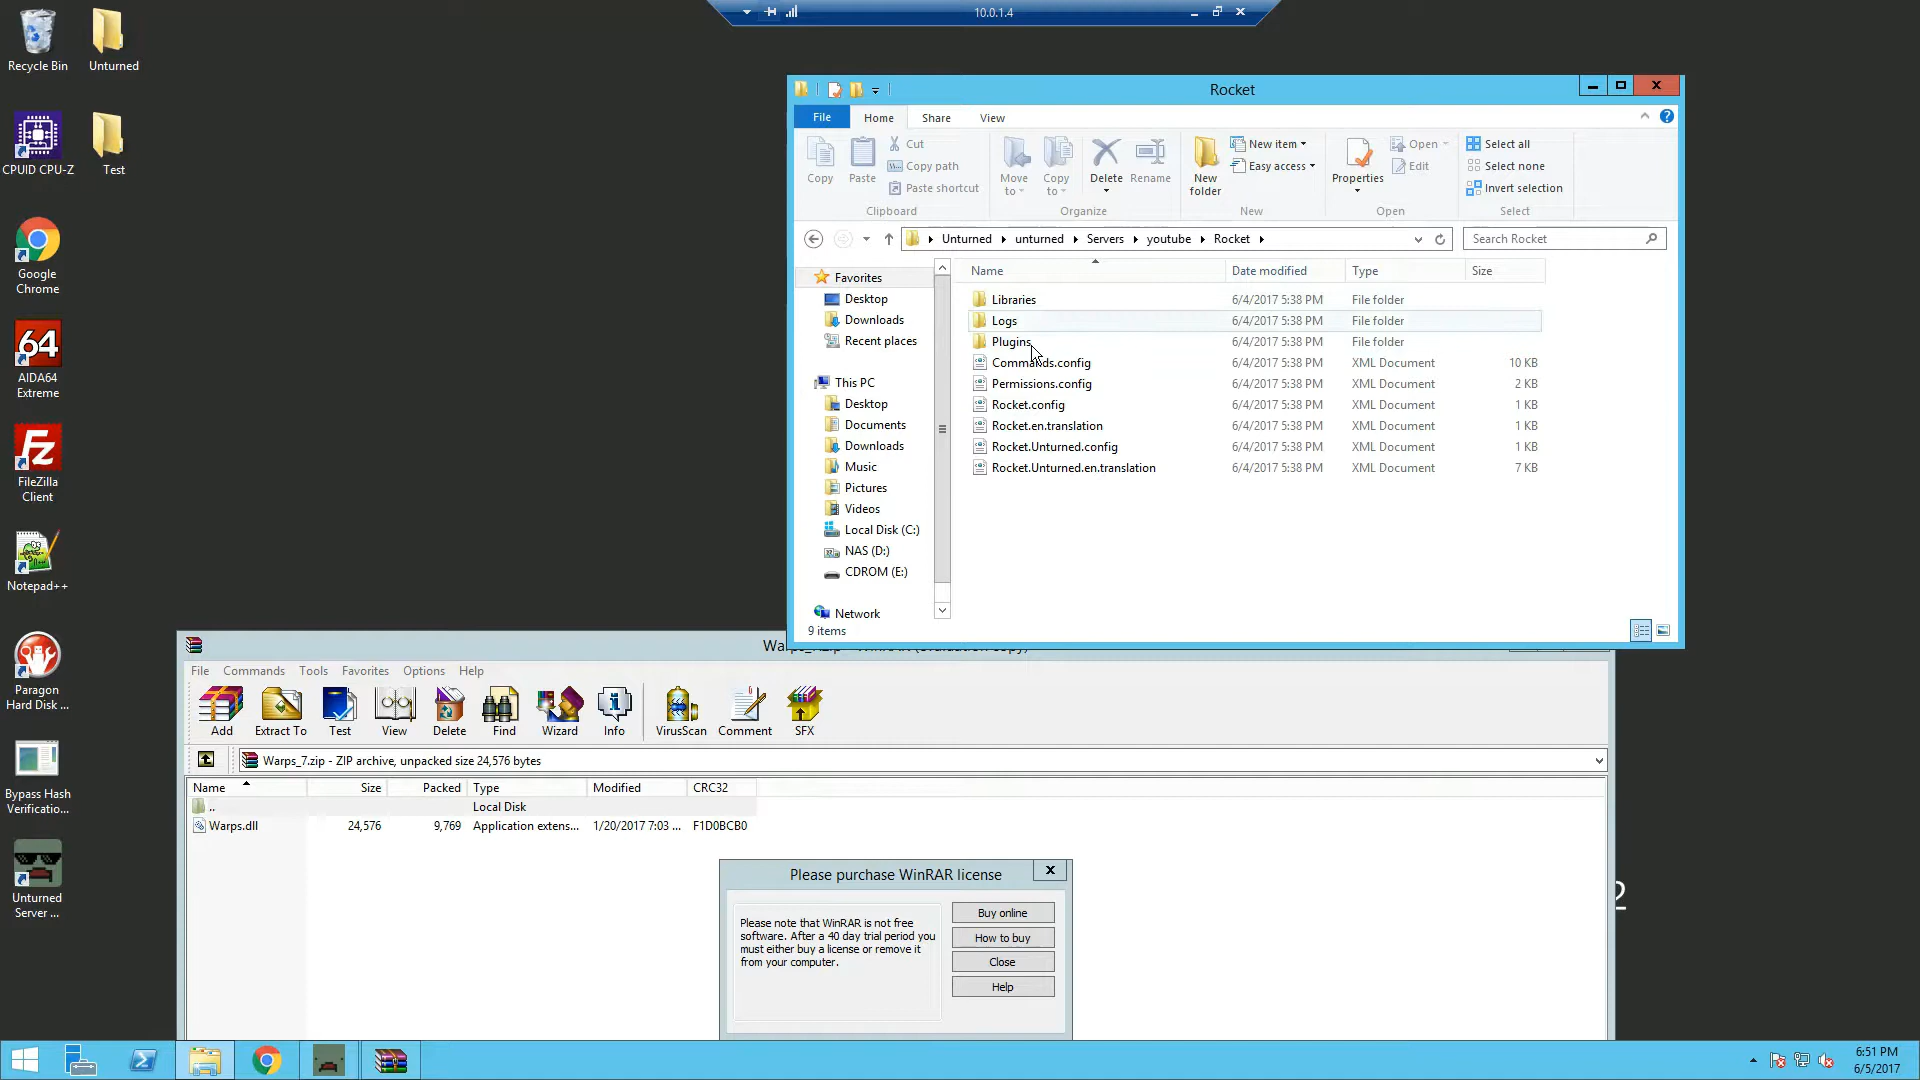 10.0.1.4
Recycle Bin
Unturned
CPUID CPU-Z
Test
Google
Chrome
AIDA64
Extreme
FileZilla
Client
Notepad++
Paragon
Hard Disk ...
Bypass Hash
Verificatio...
Unturned
Server ...
64
Rocket
File
Home
Share
View
Copy
Paste
Cut
Copy path
Paste shortcut
Clipboard
Move
to
Copy
to
Delete
Rename
Organize
New
folder
New item
Easy access
New
Properties
Open
Edit
Open
Select all
Select none
Invert selection
Select
Unturned
unturned
Servers
youtube
Rocket
Search Rocket
Favorites
Desktop
Downloads
Recent places
This PC
Desktop
Documents
Downloads
Music
Pictures
Videos
Local Disk (C:)
NAS (D:)
CDROM (E:)
Network
9 items
Name Date modified Type Size
Libraries 6/4/2017 5:38 PM File folder
Logs 6/4/2017 5:38 PM File folder
Plugins 6/4/2017 5:38 PM File folder
Commands.config 6/4/2017 5:38 PM XML Document 10 KB
Permissions.config 6/4/2017 5:38 PM XML Document 2 KB
Rocket.config 6/4/2017 5:38 PM XML Document 1 KB
Rocket.en.translation 6/4/2017 5:38 PM XML Document 1 KB
Rocket.Unturned.config 6/4/2017 5:38 PM XML Document 1 KB
Rocket.Unturned.en.translation 6/4/2017 5:38 PM XML Document 7 KB
File Commands Tools Favorites Options Help
Add
Extract To
Test
View
Delete
Find
Wizard
Info
VirusScan
Comment
SFX
Warps_7.zip - ZIP archive, unpacked size 24,576 bytes
Name Size Packed Type Modified CRC32
.. Local Disk
Warps.dll 24,576 9,769 Application extens... 1/20/2017 7:03 ... F1D0BCB0
Please purchase WinRAR license
Please note that WinRAR is not free
software. After a 40 day trial period you
must either buy a license or remove it
from your computer.
Buy online
How to buy
Close
Help
2
6:51 PM
6/5/2017